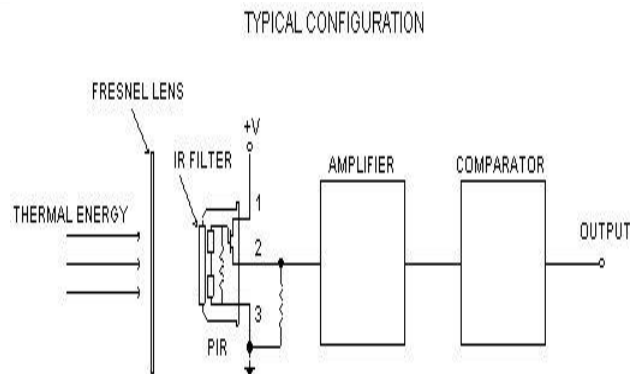 TYPICAL CONFIGURATION
FRESNEL LENS
+V
IR FILTER
AMPLIFIER
COMPARATOR
THERMAL ENERGY
1
2
3
OUTPUT
PIR